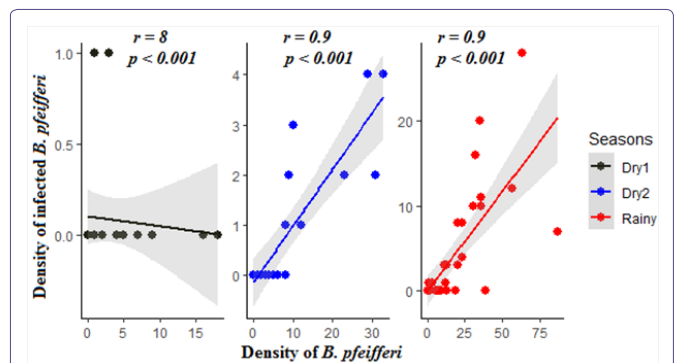 r = 8
p < 0.001
r = 0.9
p < 0.001
r = 0.9
p < 0.001
Density of infected B. pfeifferi
1.0
0.5
0.0
0
5
10
15
4
3
2
1
0
0
10
20
30
20
10
0
0
25
50
75
Density of B. pfeifferi
Seasons
Dry1
Dry2
Rainy